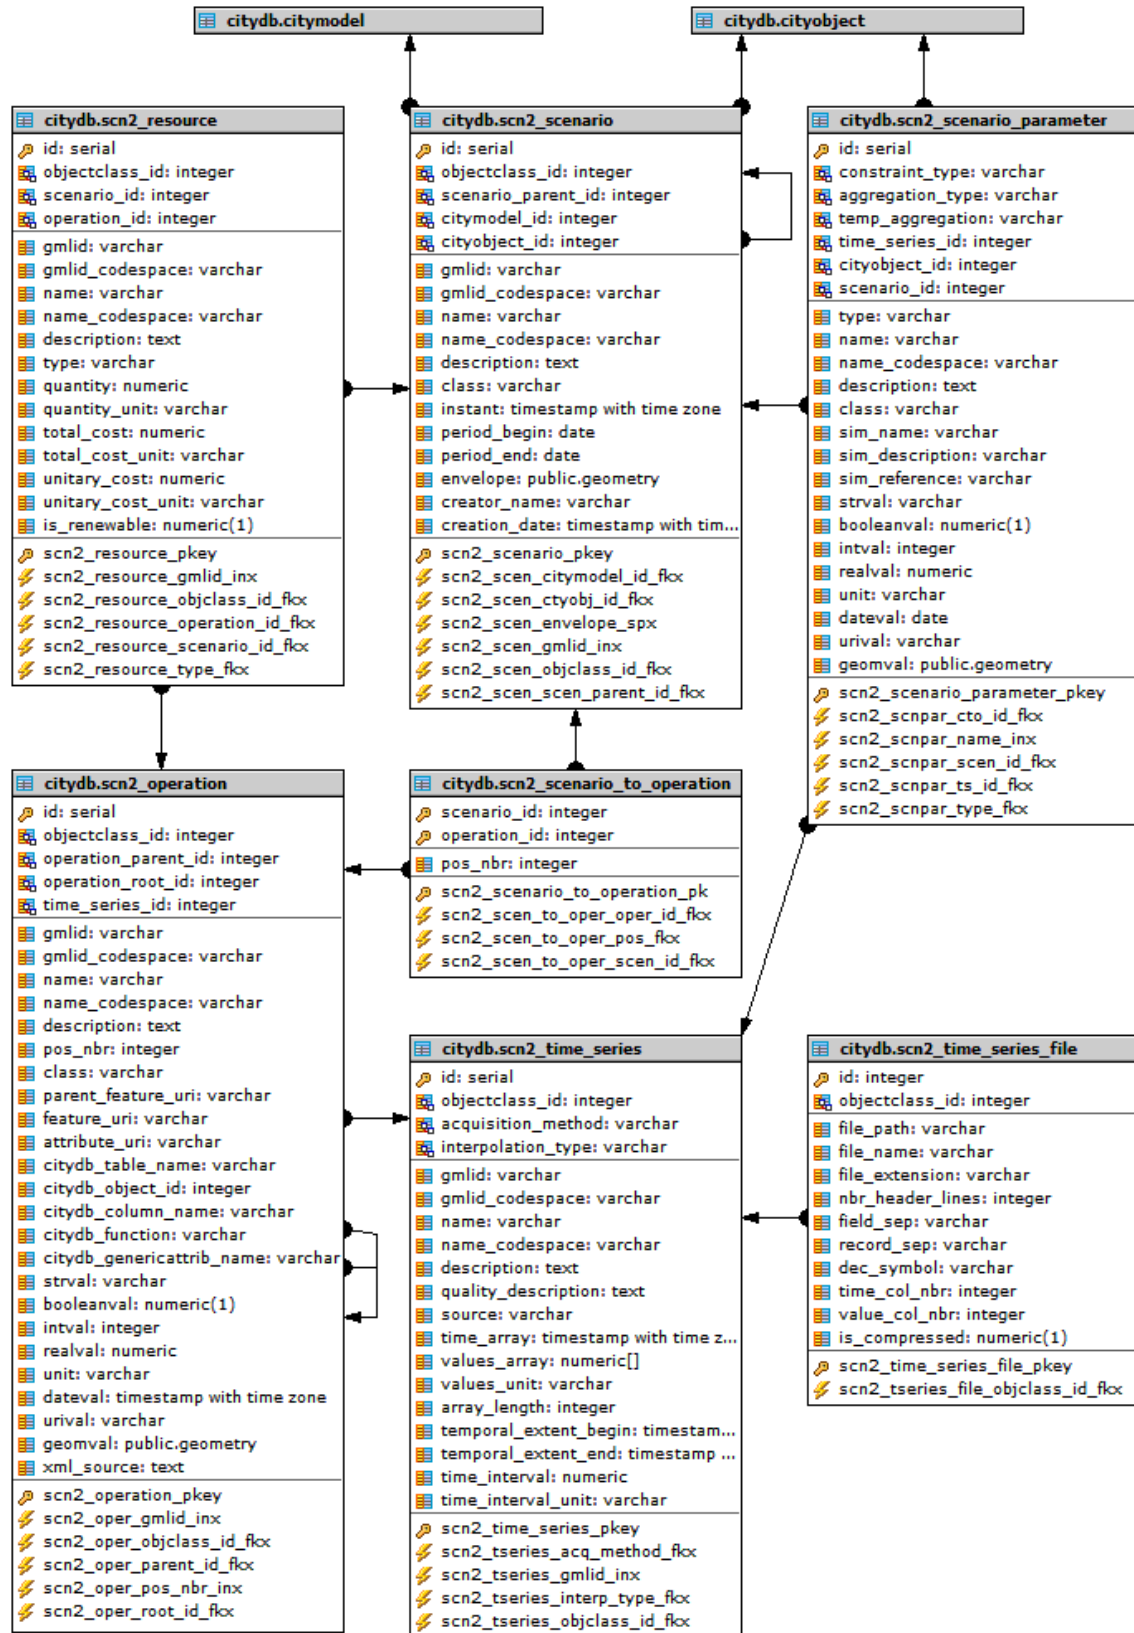 citydb.citymodel
citydb.cityobject
citydb.scn2_resource
id: serial
objectclass_id: integer
scenario_id: integer
operation_id: integer
gmlid: varchar
gmlid_codespace: varchar
name: varchar
name_codespace: varchar
description: text
type: varchar
quantity: numeric
quantity_unit: varchar
total_cost: numeric
total_cost_unit: varchar
unitary_cost: numeric
unitary_cost_unit: varchar
is_renewable: numeric(1)
scn2_resource_pkey
scn2_resource_gmlid_inx
scn2_resource_objclass_id_fkx
scn2_resource_operation_id_fkx
scn2_resource_scenario_id_fkx
scn2_resource_type_fkx
citydb.scn2_scenario
id: serial
objectclass_id: integer
scenario_parent_id: integer
citymodel_id: integer
cityobject_id: integer
gmlid: varchar
gmlid_codespace: varchar
name: varchar
name_codespace: varchar
description: text
class: varchar
instant: timestamp with time zone
period_begin: date
period_end: date
envelope: public.geometry
creator_name: varchar
creation_date: timestamp with tim...
scn2_scenario_pkey
scn2_scen_citymodel_id_fkx
scn2_scen_ctyobj_id_fkx
scn2_scen_envelope_spx
scn2_scen_gmlid_inx
scn2_scen_objclass_id_fkx
scn2_scen_scen_parent_id_fkx
citydb.scn2_scenario_parameter
id: serial
constraint_type: varchar
aggregation_type: varchar
temp_aggregation: varchar
time_series_id: integer
cityobject_id: integer
scenario_id: integer
type: varchar
name: varchar
name_codespace: varchar
description: text
class: varchar
sim_name: varchar
sim_description: varchar
sim_reference: varchar
strval: varchar
booleanval: numeric(1)
intval: integer
realval: numeric
unit: varchar
dateval: date
urival: varchar
geomval: public.geometry
scn2_scenario_parameter_pkey
scn2_scnpar_cto_id_fkx
scn2_scnpar_name_inx
scn2_scnpar_scen_id_fkx
scn2_scnpar_ts_id_fkx
scn2_scnpar_type_fkx
citydb.scn2_operation
id: serial
objectclass_id: integer
operation_parent_id: integer
operation_root_id: integer
time_series_id: integer
gmlid: varchar
gmlid_codespace: varchar
name: varchar
name_codespace: varchar
description: text
pos_nbr: integer
class: varchar
parent_feature_uri: varchar
feature_uri: varchar
attribute_uri: varchar
citydb_table_name: varchar
citydb_object_id: integer
citydb_column_name: varchar
citydb_function: varchar
citydb_genericattrib_name: varchar
strval: varchar
booleanval: numeric(1)
intval: integer
realval: numeric
unit: varchar
dateval: timestamp with time zone
urival: varchar
geomval: public.geometry
xml_source: text
scn2_operation_pkey
scn2_oper_gmlid_inx
scn2_oper_objclass_id_fkx
scn2_oper_parent_id_fkx
scn2_oper_pos_nbr_inx
scn2_oper_root_id_fkx
citydb.scn2_scenario_to_operation
scenario_id: integer
operation_id: integer
pos_nbr: integer
scn2_scenario_to_operation_pk
scn2_scen_to_oper_oper_id_fkx
scn2_scen_to_oper_pos_fkx
scn2_scen_to_oper_scen_id_fkx
citydb.scn2_time_series
id: serial
objectclass_id: integer
acquisition_method: varchar
interpolation_type: varchar
gmlid: varchar
gmlid_codespace: varchar
name: varchar
name_codespace: varchar
description: text
quality_description: text
source: varchar
time_array: timestamp with time z...
values_array: numeric[]
values_unit: varchar
array_length: integer
temporal_extent_begin: timestam...
temporal_extent_end: timestamp ...
time_interval: numeric
time_interval_unit: varchar
scn2_time_series_pkey
scn2_tseries_acq_method_fkx
scn2_tseries_gmlid_inx
scn2_tseries_interp_type_fkx
scn2_tseries_objclass_id_fkx
citydb.scn2_time_series_file
id: integer
objectclass_id: integer
file_path: varchar
file_name: varchar
file_extension: varchar
nbr_header_lines: integer
field_sep: varchar
record_sep: varchar
dec_symbol: varchar
time_col_nbr: integer
value_col_nbr: integer
is_compressed: numeric(1)
scn2_time_series_file_pkey
scn2_tseries_file_objclass_id_fkx